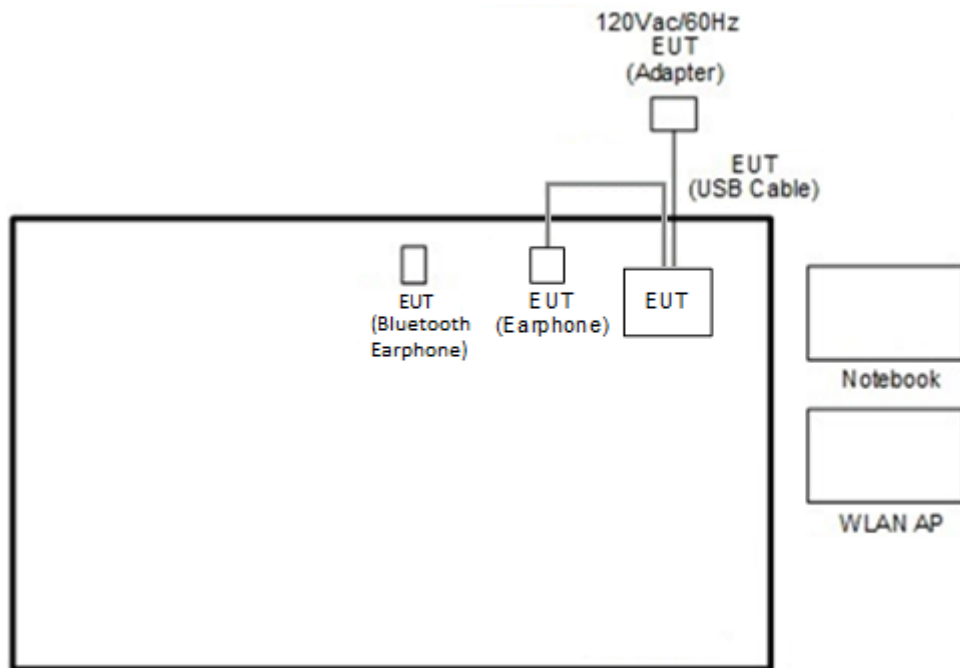 120Vac/60Hz
EUT
(Adapter)
EUT
(USB Cable)
EUT
(Bluetooth
Earphone)
EUT
(Earphone)
EUT
Notebook
WLAN AP